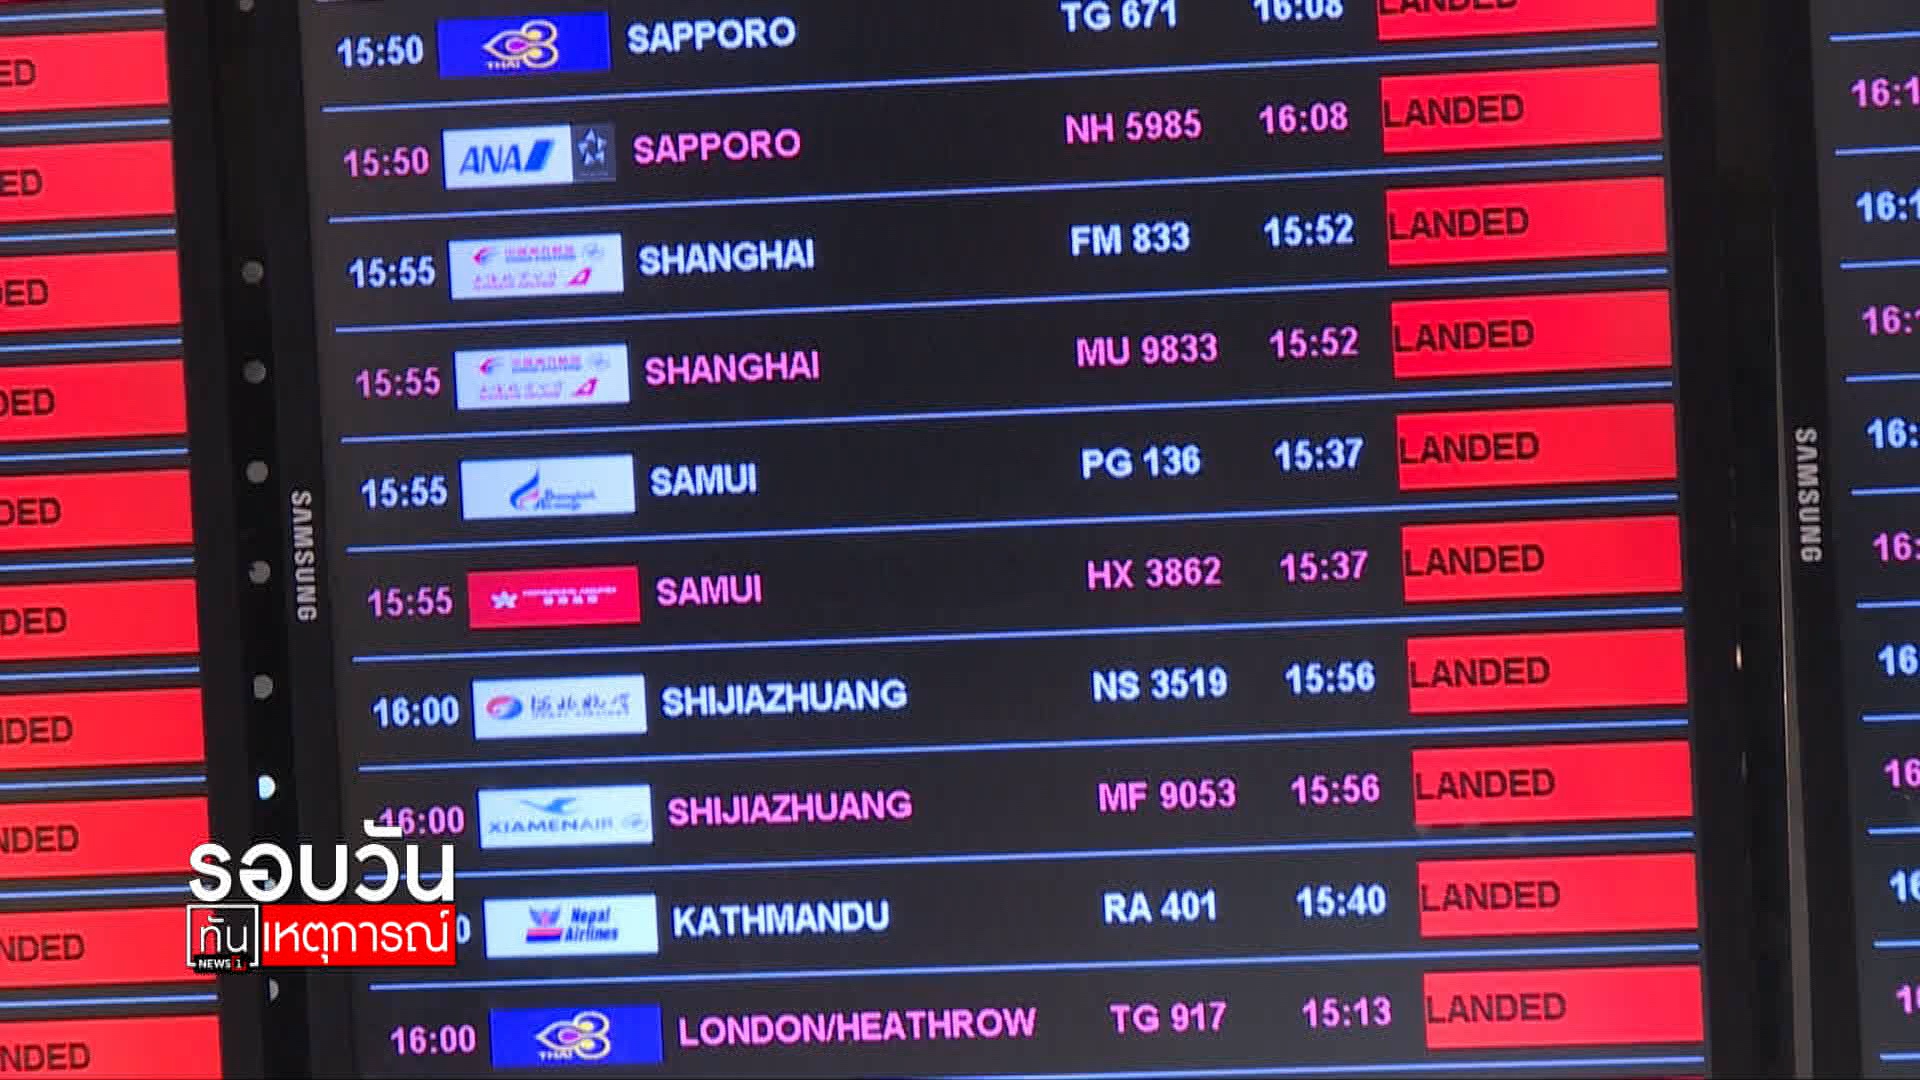 15:50 THAI SAPPORO TG 671 16:08 LANDED
15:50 ANA SAPPORO NH 5985 16:08 LANDED
15:55 SHANGHAI FM 833 15:52 LANDED
15:55 SHANGHAI MU 9833 15:52 LANDED
15:55 Bangkok Airways SAMUI PG 136 15:37 LANDED
15:55 SAMUI HX 3862 15:37 LANDED
16:00 SHIJIAZHUANG NS 3519 15:56 LANDED
16:00 XIAMENAIR SHIJIAZHUANG MF 9053 15:56 LANDED
Nepal Airlines KATHMANDU RA 401 15:40 LANDED
16:00 THAI LONDON/HEATHROW TG 917 15:13 LANDED
SAMSUNG
SAMSUNG
รอบวัน
ทันเหตุการณ์
NEWS 1